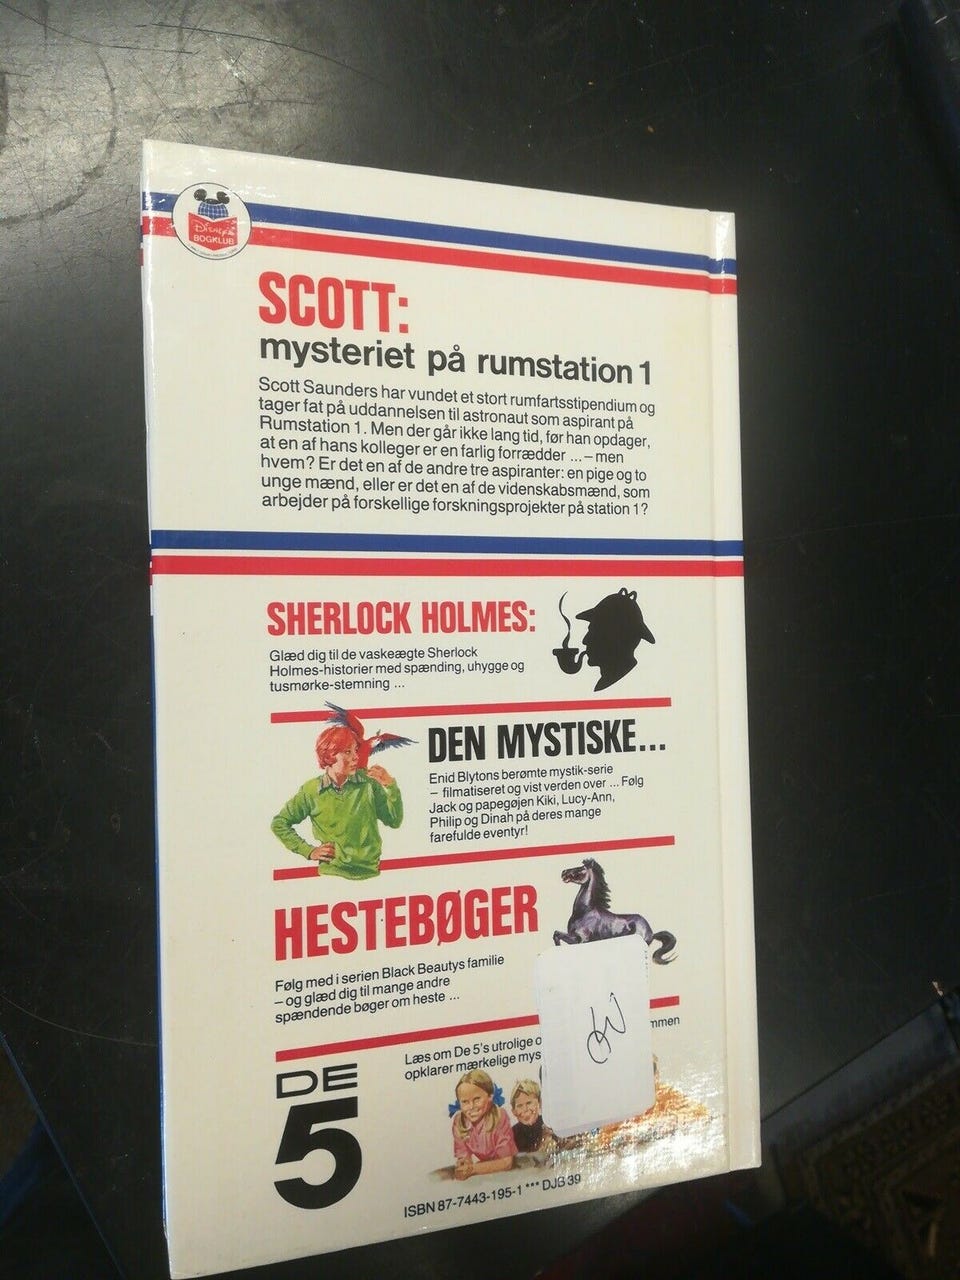 Disney's
BOGKLUB
SCOTT:
mysteriet på rumstation 1
Scott Saunders har vundet et stort rumfartsstipendium og
tager fat på uddannelsen til astronaut som aspirant på
Rumstation 1. Men der går ikke lang tid, før han opdager,
at en af hans kolleger er en farlig forrædder ... – men
hvem? Er det en af de andre tre aspiranter: en pige og to
unge mænd, eller er det en af de videnskabsmænd, som
arbejder på forskellige forskningsprojekter på station 1?
SHERLOCK HOLMES:
Glæd dig til de vaskeægte Sherlock
Holmes-historier med spænding, uhygge og
tusmørke-stemning ...
DEN MYSTISKE...
Enid Blytons berømte mystik-serie
– filmatiseret og vist verden over ... Følg
Jack og papegøjen Kiki, Lucy-Ann,
Philip og Dinah på deres mange
farefulde eventyr!
HESTEBØGER
Følg med i serien Black Beautys familie
– og glæd dig til mange andre
spændende bøger om heste ...
DE
5
Læs om De 5's utrolige o mmen
opklarer mærkelige mys
ISBN 87-7443-195-1 *** DJB 39